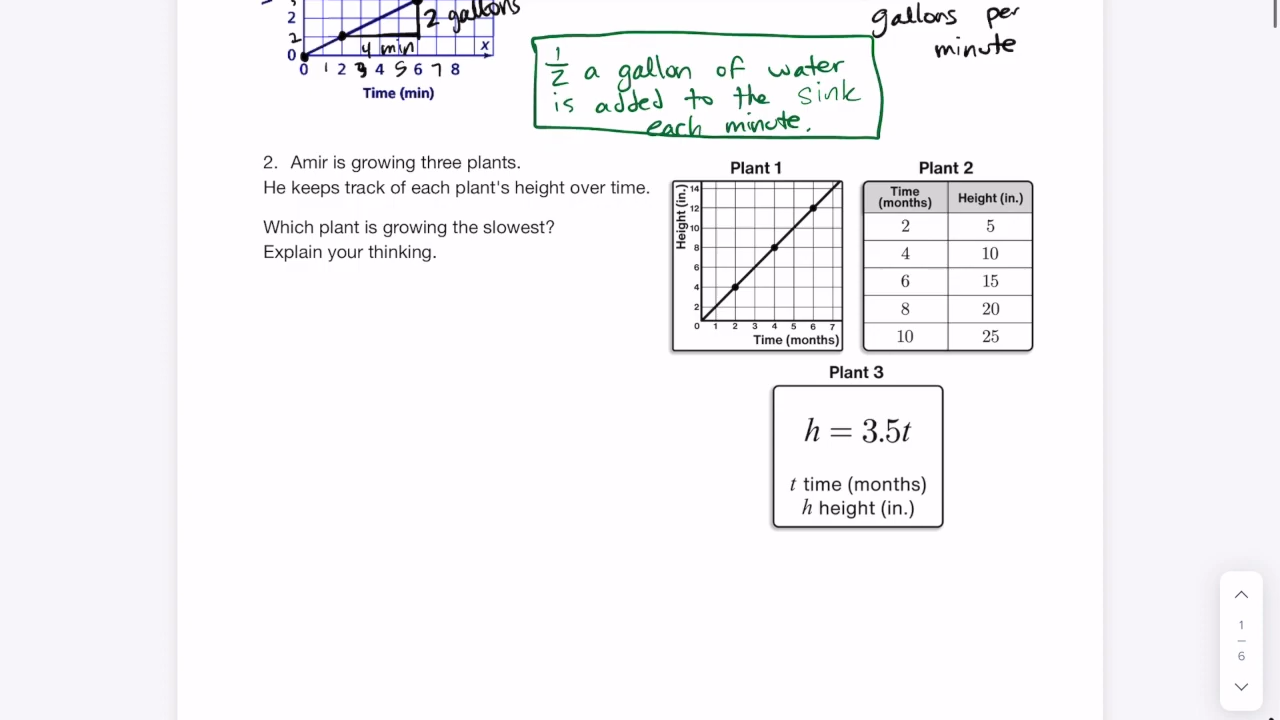 2
2 gallons
1
4 min
0
x
0 1 2 3 4 5 6 7 8
Time (min)
gallons per
minute
1/2 a gallon of water
is added to the sink
each minute.
2. Amir is growing three plants.
He keeps track of each plant's height over time.
Which plant is growing the slowest?
Explain your thinking.
Plant 1
Height (in.)
14
12
10
8
6
4
2
0 1 2 3 4 5 6 7
Time (months)
Plant 2
Time (months) Height (in.)
2 5
4 10
6 15
8 20
10 25
Plant 3
h = 3.5t
t time (months)
h height (in.)
1
6